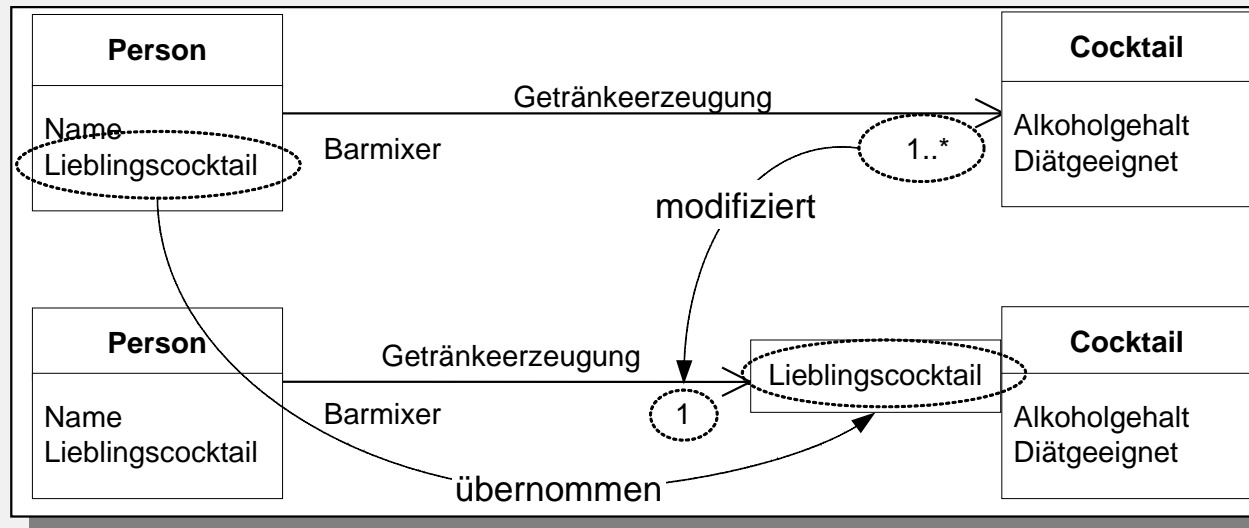 Person
Name
Lieblingscocktail
Getränkeerzeugung
Barmixer
1..*
Cocktail
Alkoholgehalt
Diätgeeignet
modifiziert
Person
Name
Lieblingscocktail
Getränkeerzeugung
Barmixer
1
Lieblingscocktail
Cocktail
Alkoholgehalt
Diätgeeignet
übernommen